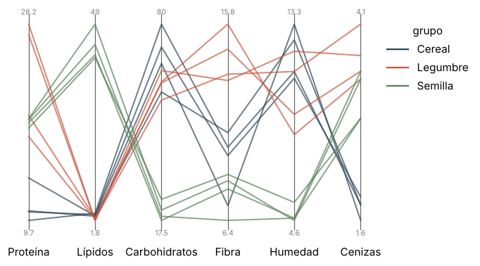 28.2 49 80 15.8 13.3 4.1
grupo
Cereal
Legumbre
Semilla
9.7 1.8 17.5 6.4 4.6 1.6
Proteína Lípidos Carbohidratos Fibra Humedad Cenizas